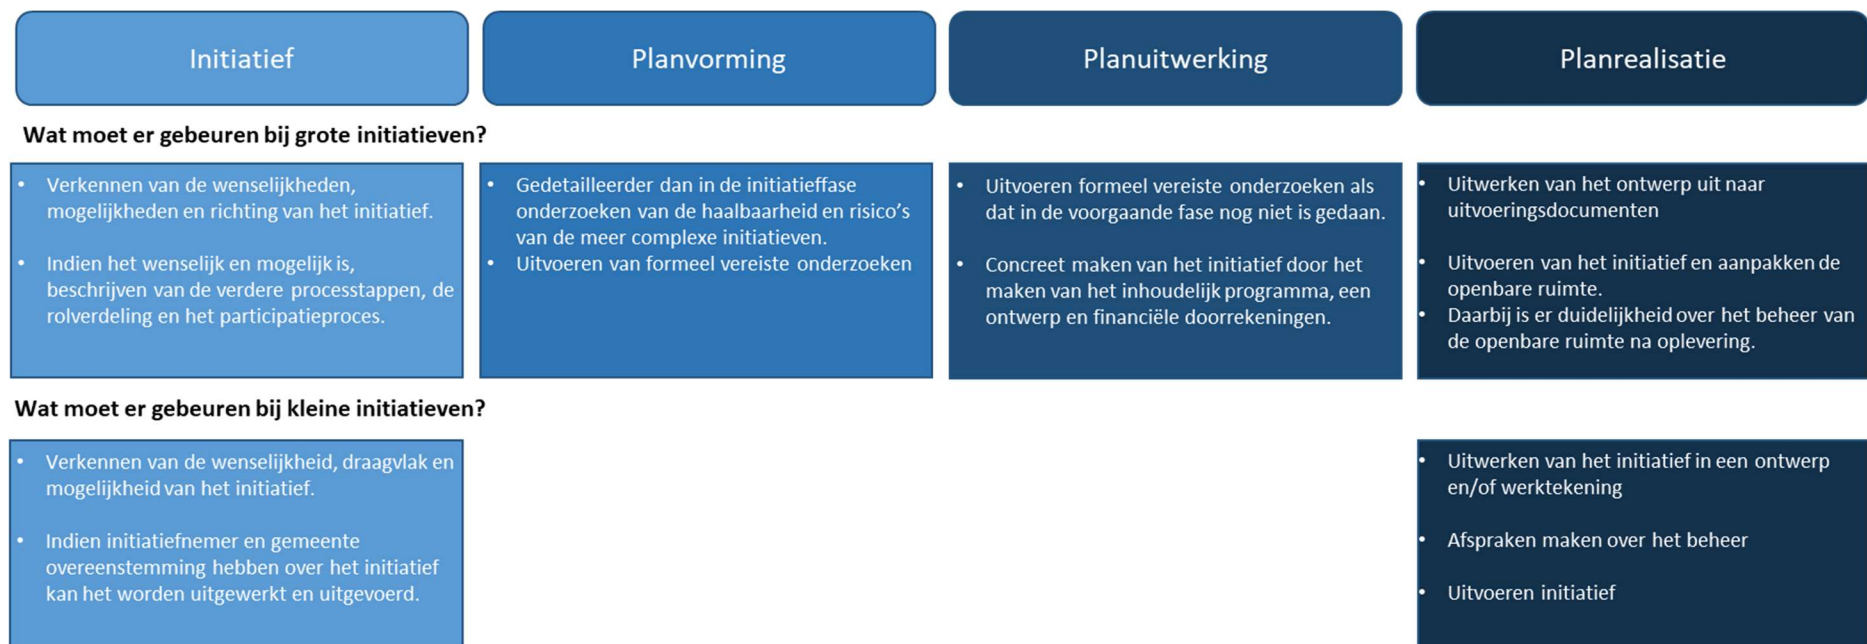 Initiatief
Planvorming
Planuitwerking
Planrealisatie
Wat moet er gebeuren bij grote initiatieven?
• Verkennen van de wenselijkheden,
mogelijkheden en richting van het initiatief.
• Indien het wenselijk en mogelijk is,
beschrijven van de verdere processtappen, de
rolverdeling en het participatieproces.
• Gedetailleerder dan in de initiatieffase
onderzoeken van de haalbaarheid en risico's
van de meer complexe initiatieven.
• Uitvoeren van formeel vereiste onderzoeken
• Uitvoeren formeel vereiste onderzoeken als
dat in de voorgaande fase nog niet is gedaan.
• Concreet maken van het initiatief door het
maken van het inhoudelijk programma, een
ontwerp en financiële doorrekeningen.
• Uitwerken van het ontwerp uit naar
uitvoeringsdocumenten
• Uitvoeren van het initiatief en aanpakken de
openbare ruimte.
• Daarbij is er duidelijkheid over het beheer van
de openbare ruimte na oplevering.
Wat moet er gebeuren bij kleine initiatieven?
• Verkennen van de wenselijkheid, draagvlak en
mogelijkheid van het initiatief.
• Indien initiatiefnemer en gemeente
overeenstemming hebben over het initiatief
kan het worden uitgewerkt en uitgevoerd.
• Uitwerken van het initiatief in een ontwerp
en/of werktekening
• Afspraken maken over het beheer
• Uitvoeren initiatief